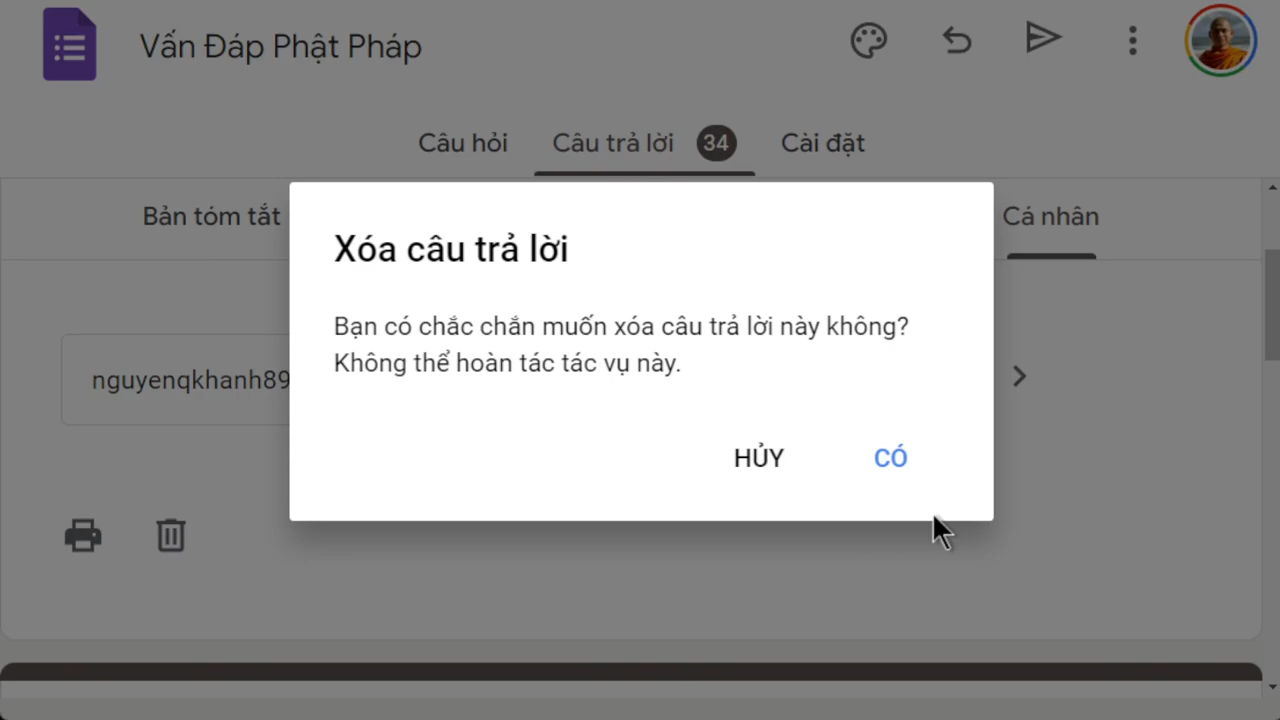 Vấn Đáp Phật Pháp
Câu hỏi
Câu trả lời
34
Cài đặt
Bản tóm tắt
Cá nhân
Xóa câu trả lời
Bạn có chắc chắn muốn xóa câu trả lời này không?
Không thể hoàn tác tác vụ này.
nguyenqkhanh89
HỦY
CÓ